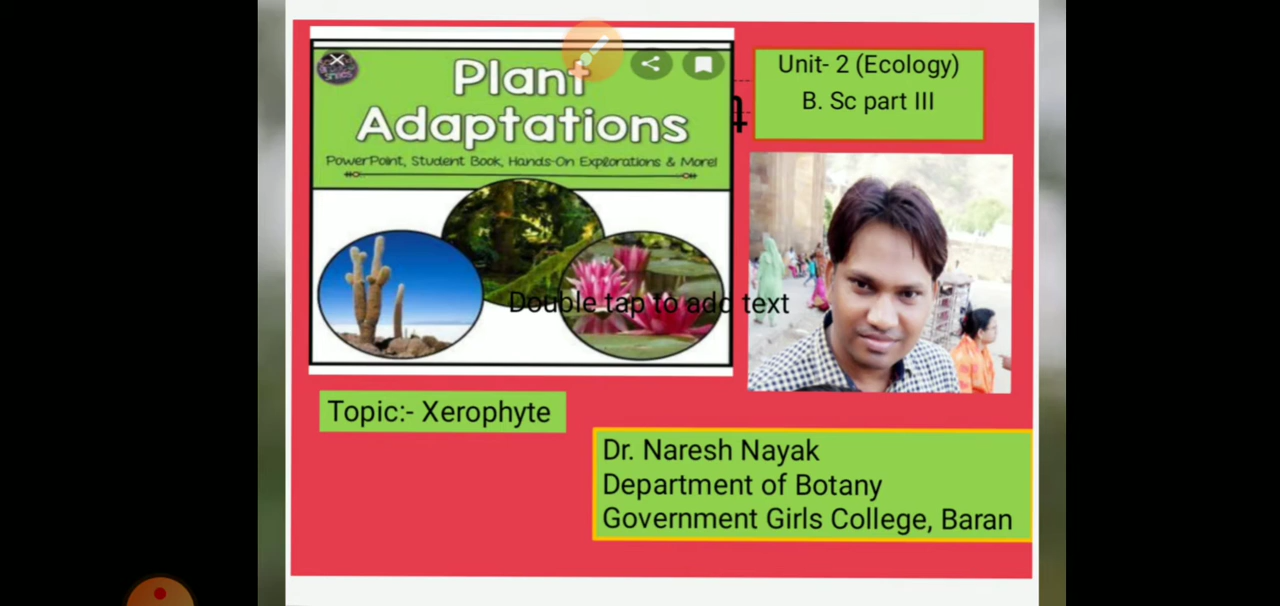 Plant
Adaptations
PowerPoint, Student Book, Hands-On Explorations & More!
Unit- 2 (Ecology)
B. Sc part III
Double tap to add text
Topic:- Xerophyte
Dr. Naresh Nayak
Department of Botany
Government Girls College, Baran